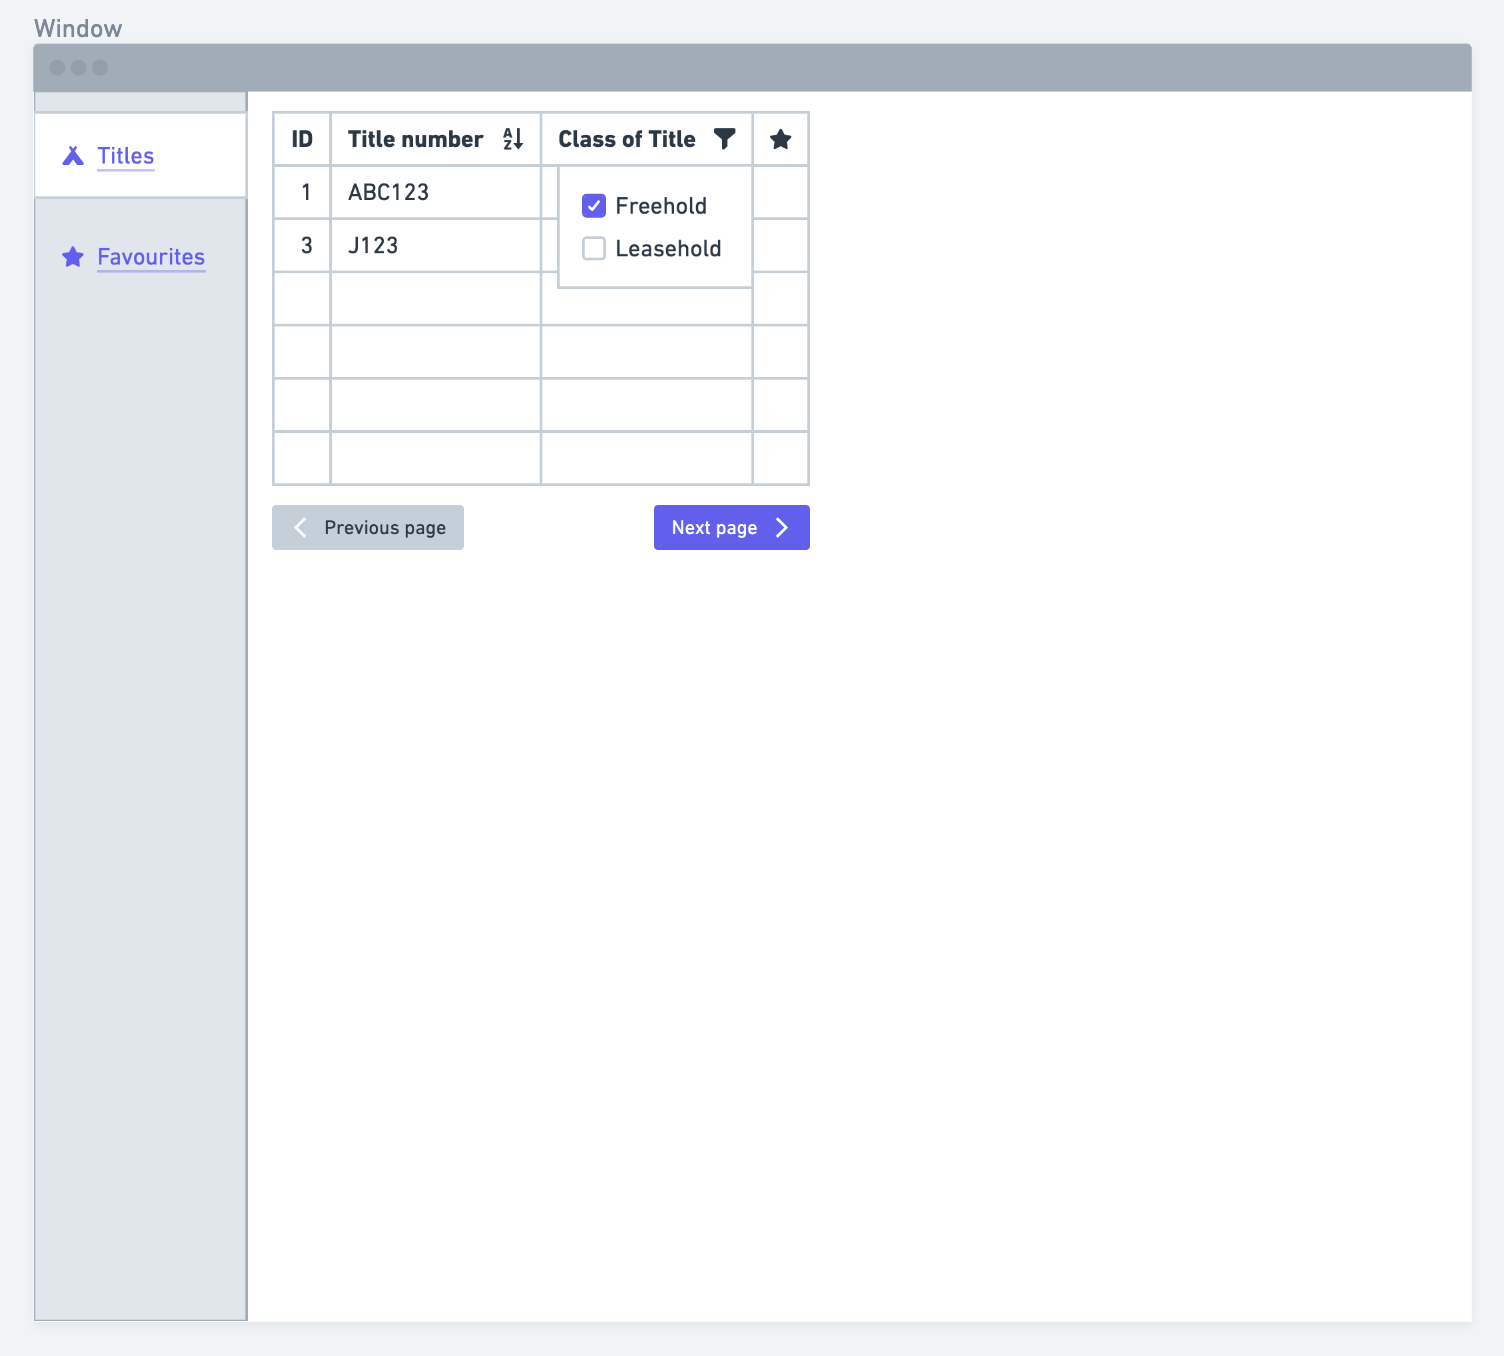 Window
Titles
Favourites
ID Title number AZ Class of Title
1 ABC123
Freehold
3 J123
Leasehold
Previous page Next page